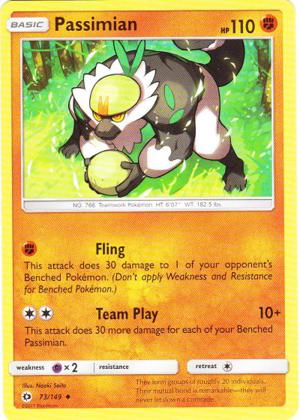 BASIC
Passimian
HP 110
NO. 766 Teamwork Pokémon HT: 6'07" WT: 182.5 lbs.
Fling
This attack does 30 damage to 1 of your opponent's
Benched Pokémon. (Don't apply Weakness and Resistance
for Benched Pokémon.)
Team Play 10+
This attack does 30 more damage for each of your Benched
Passimian.
weakness × 2 resistance retreat
Illus. Naoki Saito
73/149
©2017 Pokémon
They form groups of roughly 20 individuals.
Their mutual bond is remarkable—they will
never let down a comrade.